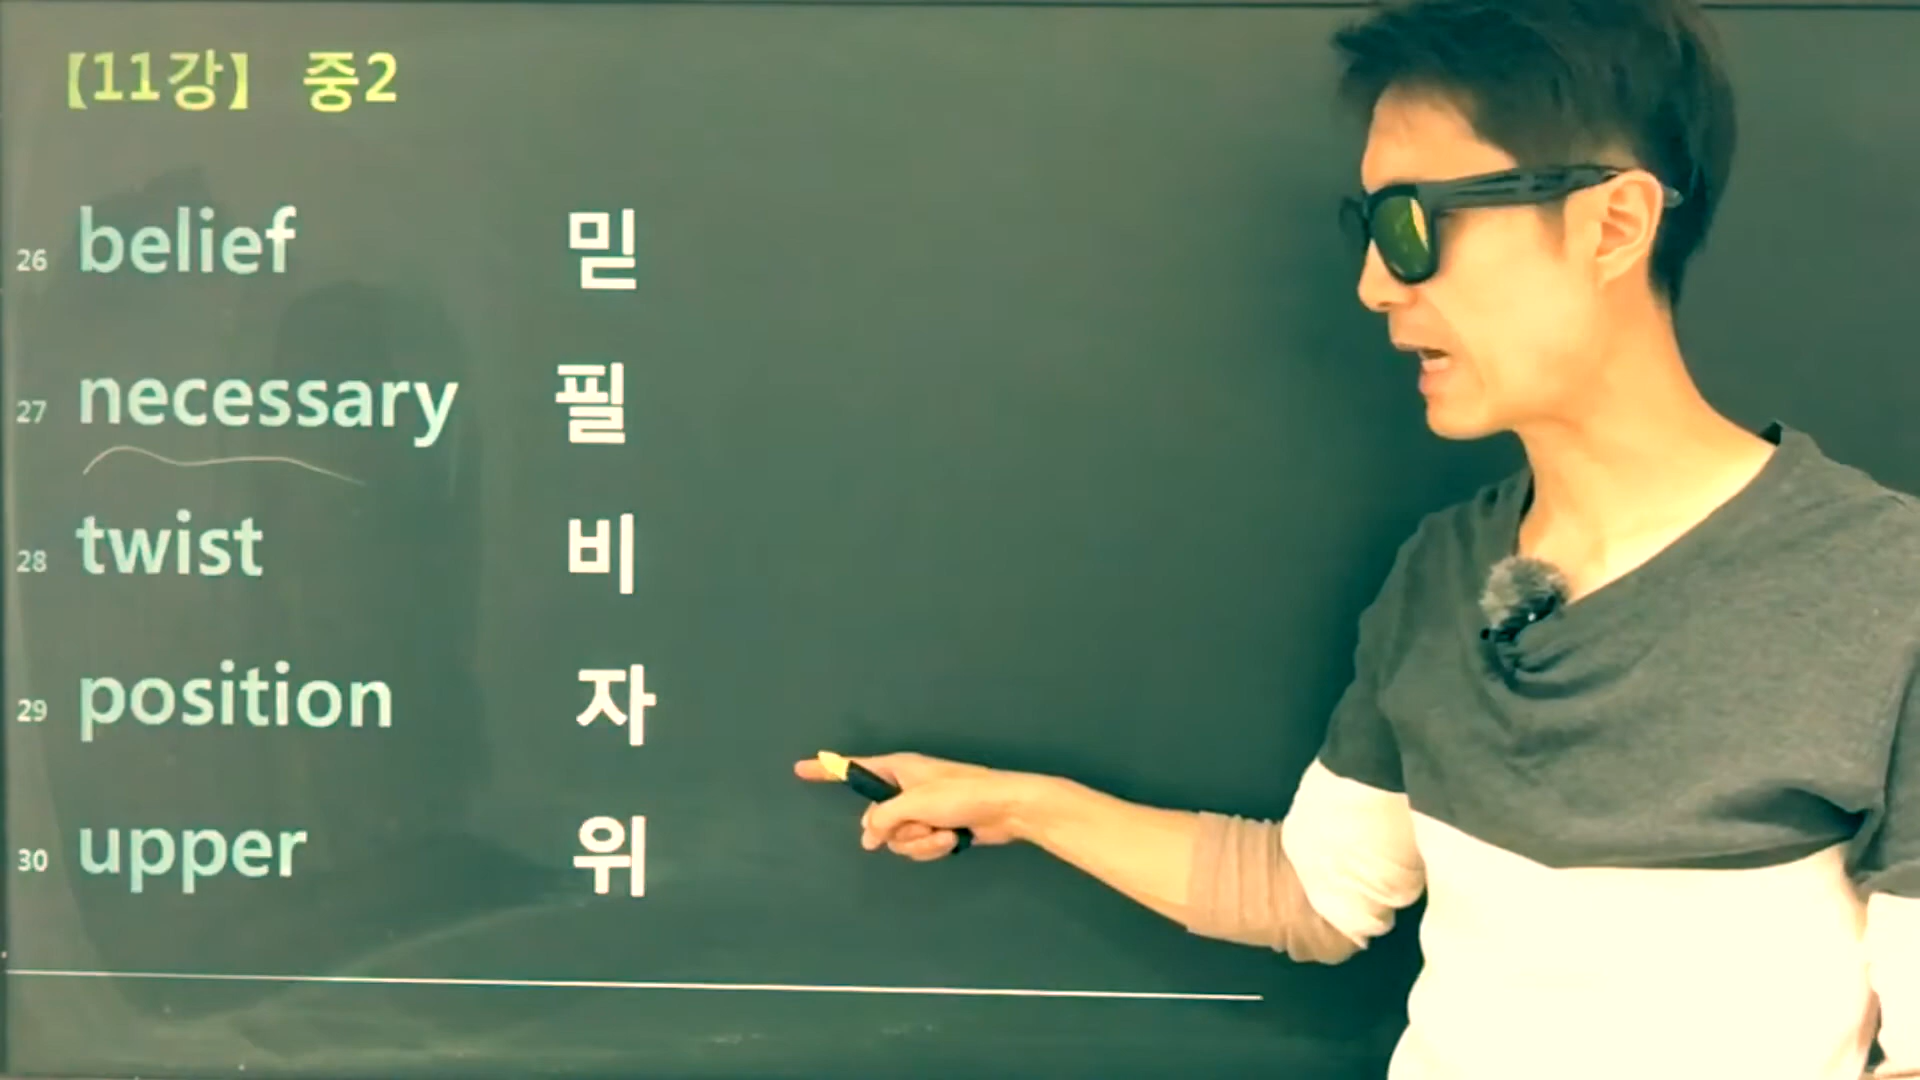 【11강】 중2
26 belief 믿
27 necessary 필
28 twist 비
29 position 자
30 upper 위